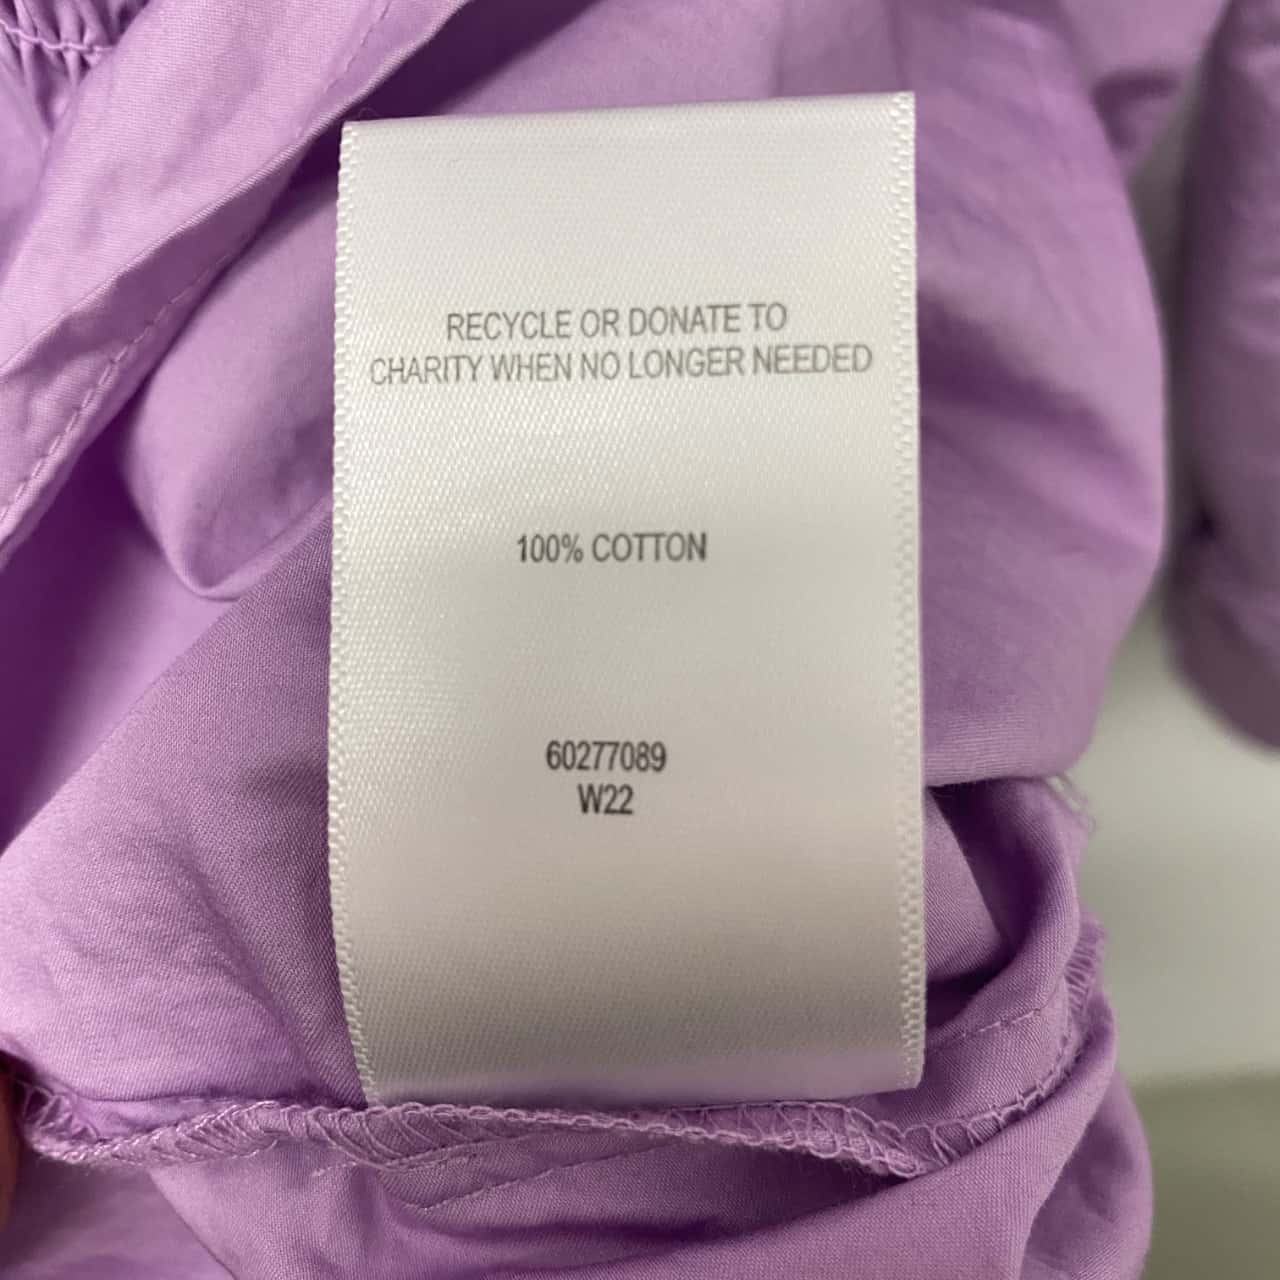 RECYCLE OR DONATE TO
CHARITY WHEN NO LONGER NEEDED
100% COTTON
60277089
W22